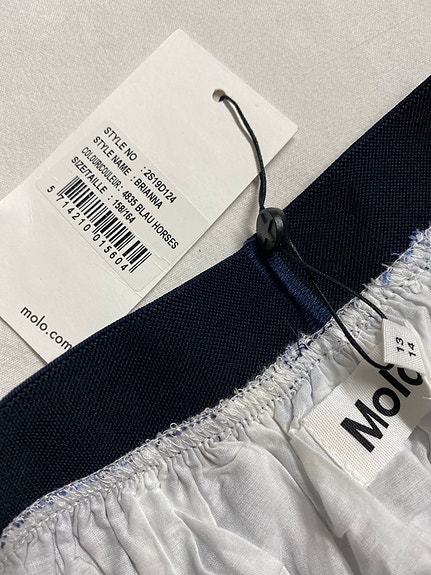 STYLE NO : 2S19D124
STYLE NAME : BRIANNA
COLOUR/COULEUR : 4835 BLAU HORSES
SIZE/TAILLE : 158/164
5 714210 015604
molo.com
13
14
Molo